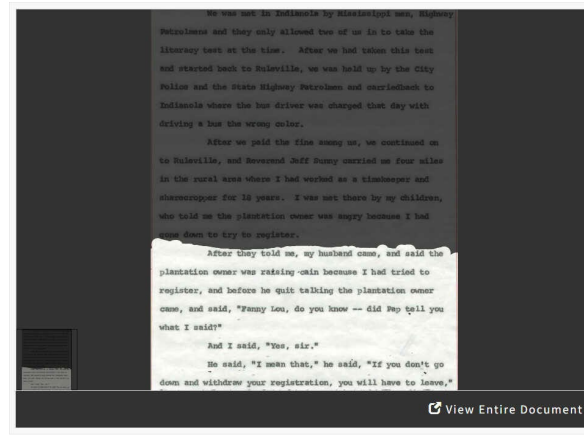 We was met in Indianola by Mississippi men, Highway
Patrolmens and they only allowed two of us in to take the
literacy test at the time. After we had taken this test
and started back to Ruleville, we was held up by the City
Police and the State Highway Patrolmen and carriedback to
Indianola where the bus driver was charged that day with
driving a bus the wrong color.
After we paid the fine among us, we continued on
to Ruleville, and Reverend Jeff Sunny carried me four miles
in the rural area where I had worked as a timekeeper and
sharecropper for 18 years. I was met there by my children,
who told me the plantation owner was angry because I had
gone down to try to register.
After they told me, my husband came, and said the
plantation owner was raising cain because I had tried to
register, and before he quit talking the plantation owner
came, and said, "Fanny Lou, do you know -- did Pap tell you
what I said?"
And I said, "Yes, sir."
He said, "I mean that," he said, "If you don't go
down and withdraw your registration, you will have to leave,"
View Entire Document